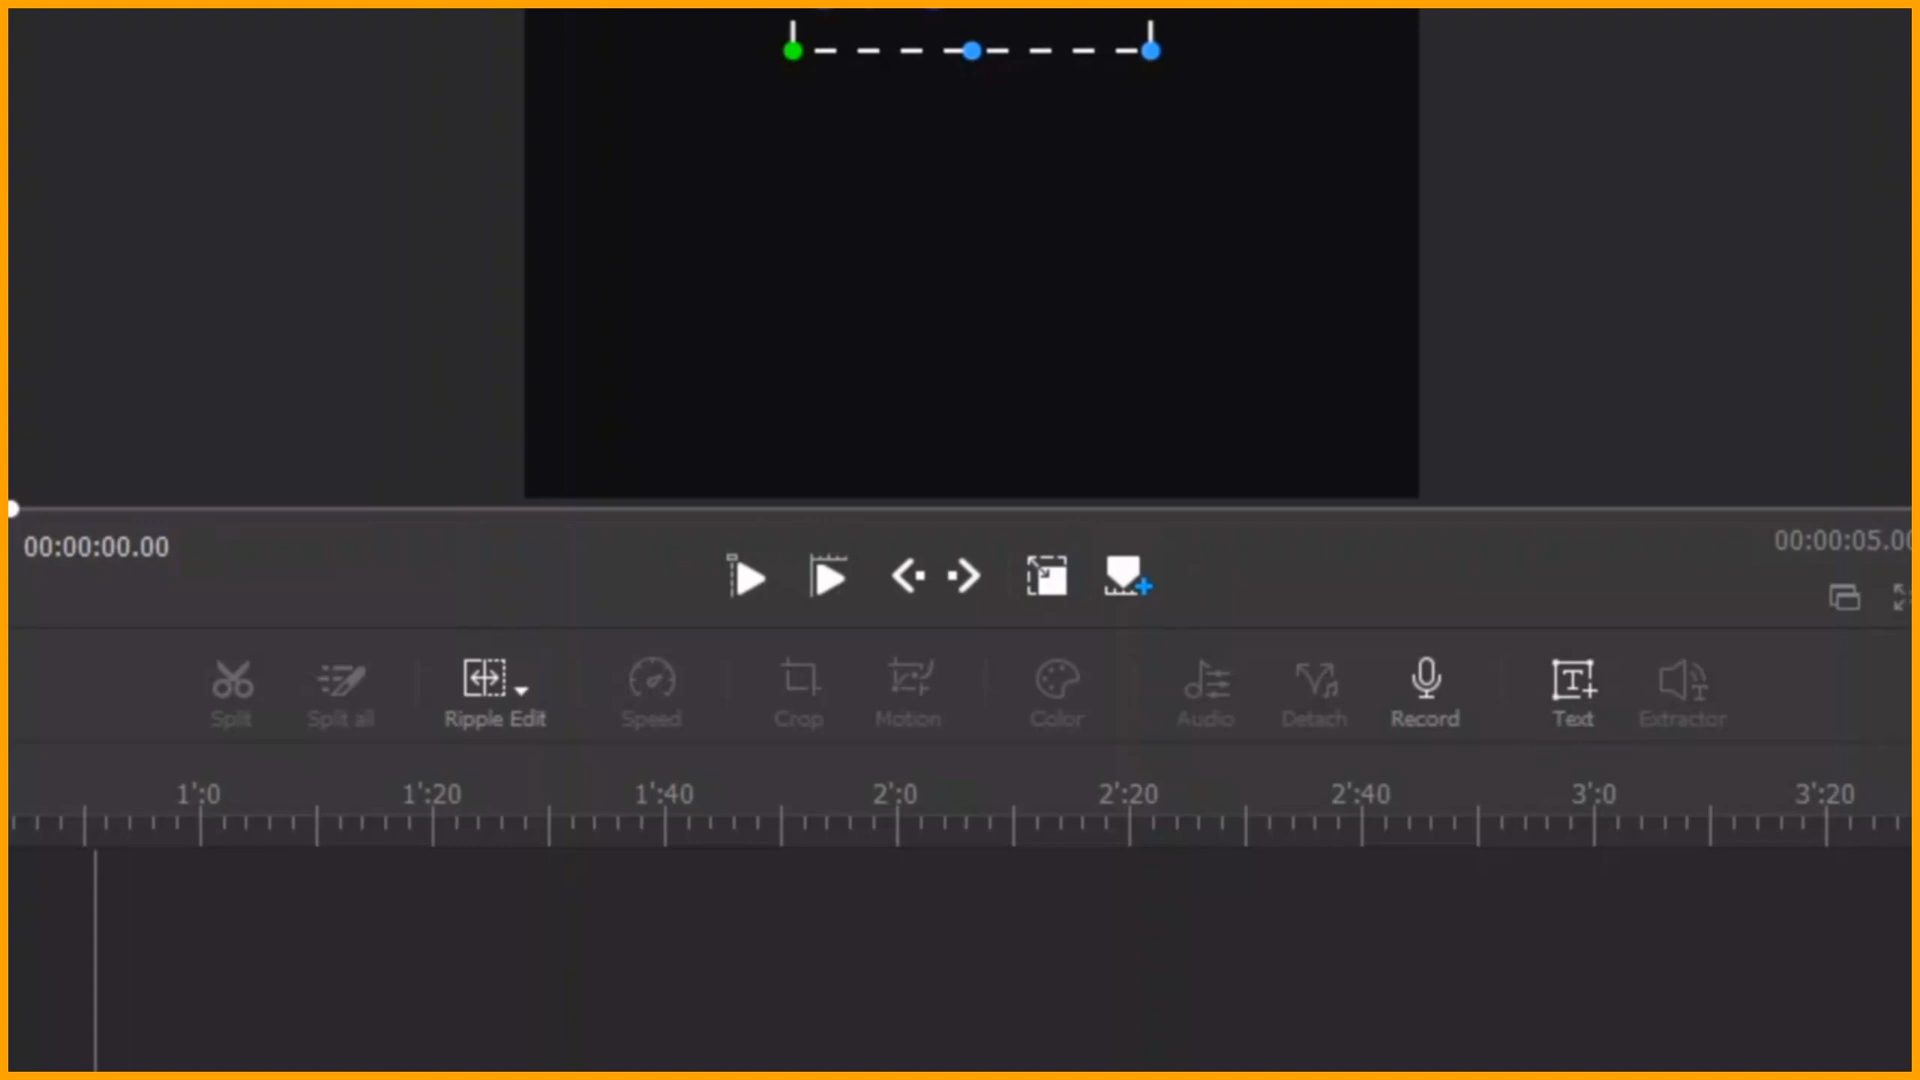 00:00:00.00
00:00:05.00
Split
Split all
Ripple Edit
Speed
Crop
Motion
Color
Audio
Detach
Record
Text
Extractor
1':0 1':20 1':40 2':0 2':20 2':40 3':0 3':20